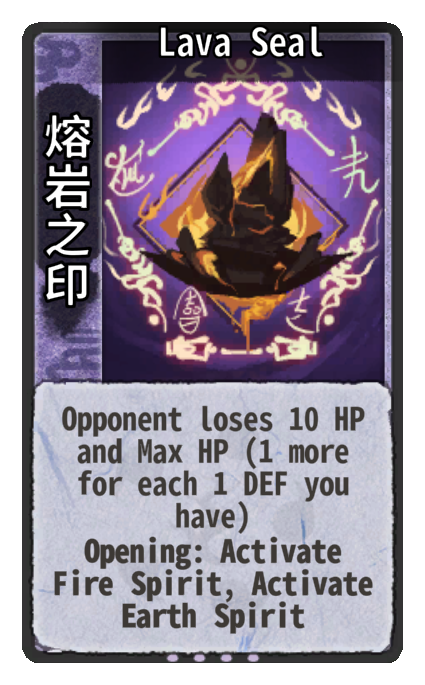 Lava Seal
熔岩之印
Opponent loses 10 HP
and Max HP (1 more
for each 1 DEF you
have)
Opening: Activate
Fire Spirit, Activate
Earth Spirit